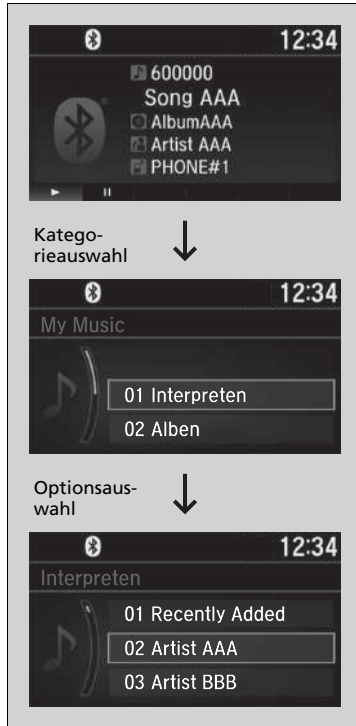 12:34
600000
Song AAA
AlbumAAA
Artist AAA
PHONE#1
Katego-
rieauswahl
12:34
My Music
01 Interpreten
02 Alben
Optionsaus-
wahl
12:34
Interpreten
01 Recently Added
02 Artist AAA
03 Artist BBB